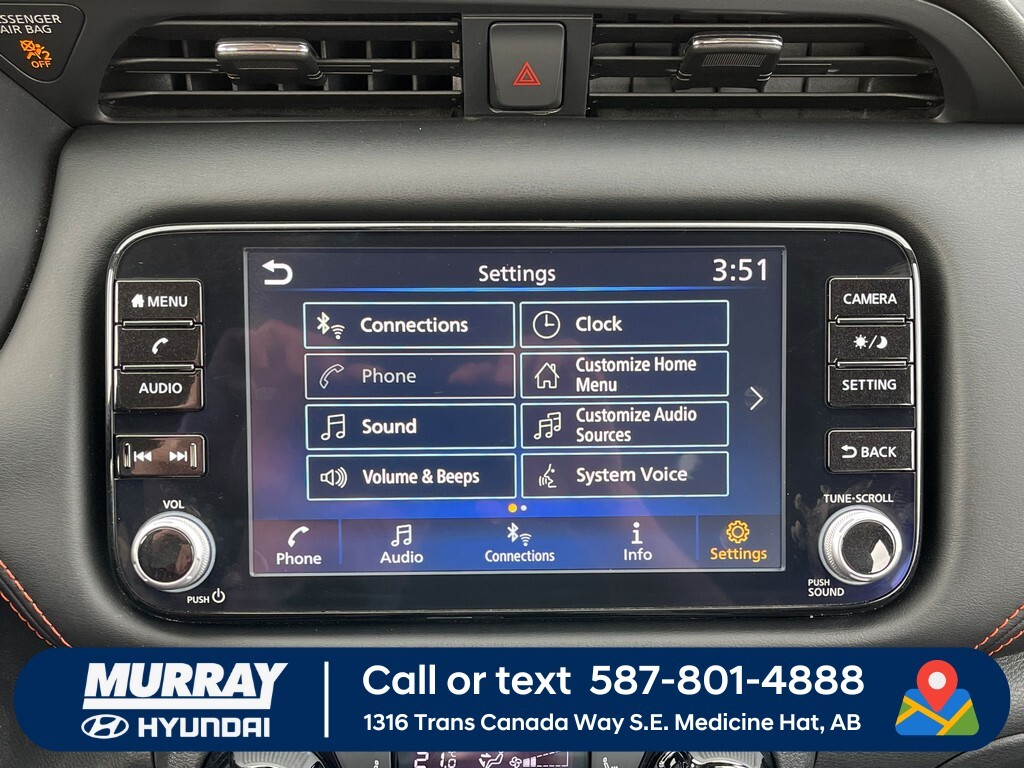 PASSENGER
AIR BAG
OFF
Settings
3:51
MENU
AUDIO
VOL
PUSH
Connections
Clock
Phone
Customize Home
Menu
Sound
Customize Audio
Sources
Volume & Beeps
System Voice
Phone
Audio
Connections
Info
Settings
CAMERA
SETTING
BACK
TUNE·SCROLL
PUSH
SOUND
MURRAY
HYUNDAI
Call or text 587-801-4888
1316 Trans Canada Way S.E. Medicine Hat, AB